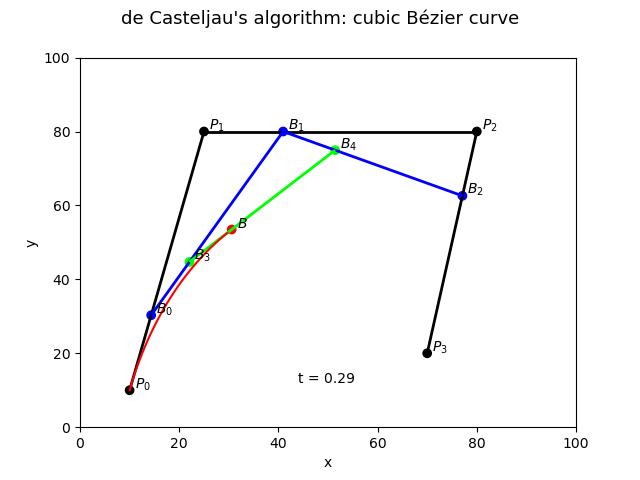 de Casteljau's algorithm: cubic Bézier curve
100
80
60
40
20
0
y
P₁
B₁
P₂
B₄
B₂
B
B₃
B₀
P₃
P₀
t = 0.29
0 20 40 60 80 100
x